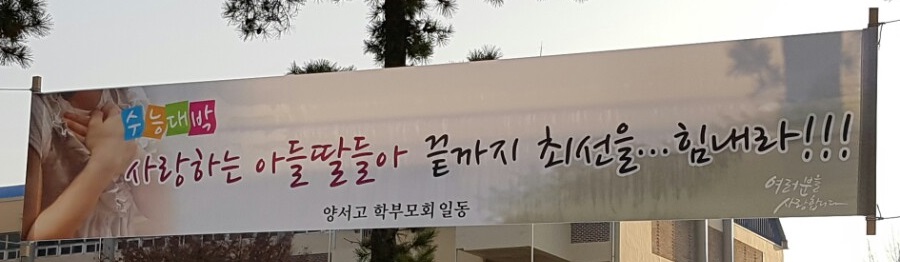 수능대박
사랑하는 아들딸들아 끝까지 최선을... 힘내라!!!
양서고 학부모회 일동
여러분을
사랑합니다